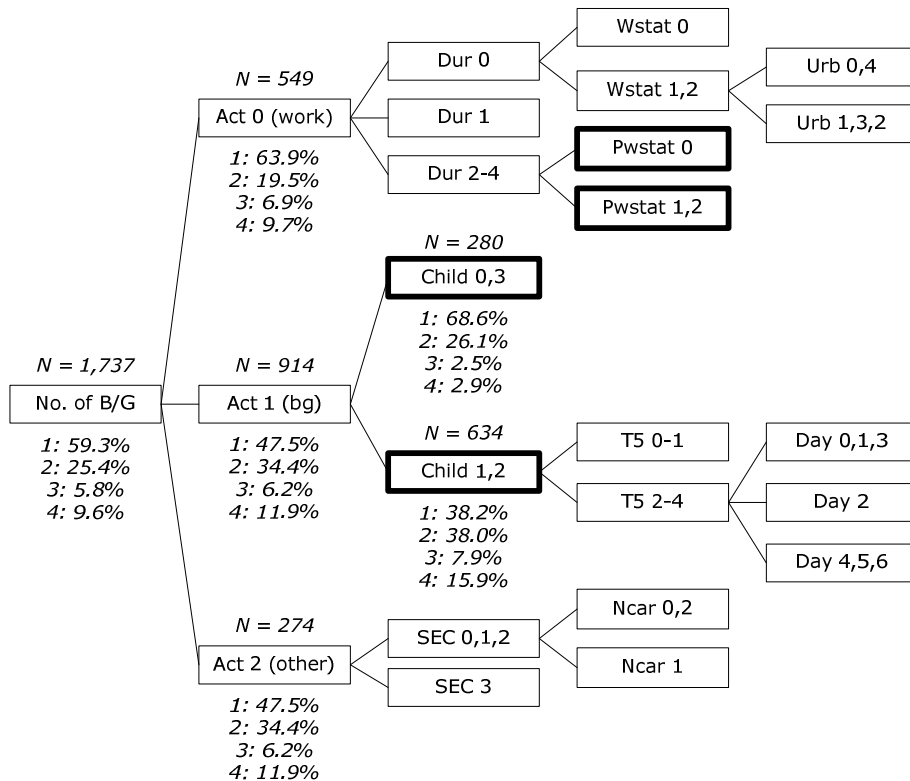 Wstat 0
N = 549
Dur 0
Urb 0,4
Act 0 (work)
Wstat 1,2
Dur 1
Urb 1,3,2
1: 63.9%
2: 19.5%
3: 6.9%
4: 9.7%
Dur 2-4
Pwstat 0
Pwstat 1,2
N = 280
Child 0,3
1: 68.6%
2: 26.1%
3: 2.5%
4: 2.9%
N = 1,737
No. of B/G
1: 59.3%
2: 25.4%
3: 5.8%
4: 9.6%
N = 914
Act 1 (bg)
1: 47.5%
2: 34.4%
3: 6.2%
4: 11.9%
N = 634
Child 1,2
1: 38.2%
2: 38.0%
3: 7.9%
4: 15.9%
T5 0-1
T5 2-4
Day 0,1,3
Day 2
Day 4,5,6
N = 274
Act 2 (other)
1: 47.5%
2: 34.4%
3: 6.2%
4: 11.9%
SEC 0,1,2
SEC 3
Ncar 0,2
Ncar 1